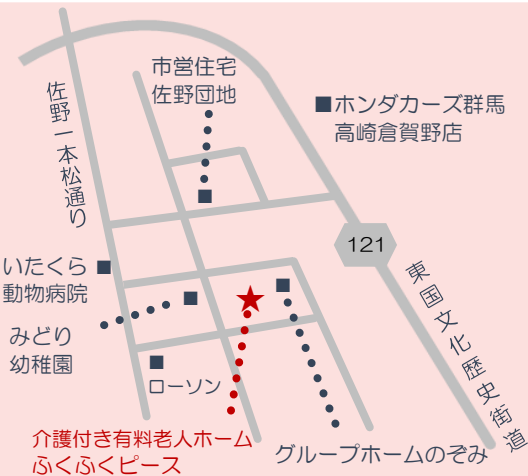 市営住宅
佐野団地
ホンダカーズ群馬
高崎倉賀野店
佐野一本松通り
121
いたくら
動物病院
東国文化歴史街道
みどり
幼稚園
ローソン
介護付き有料老人ホーム
ふくふくピース
グループホームのぞみ